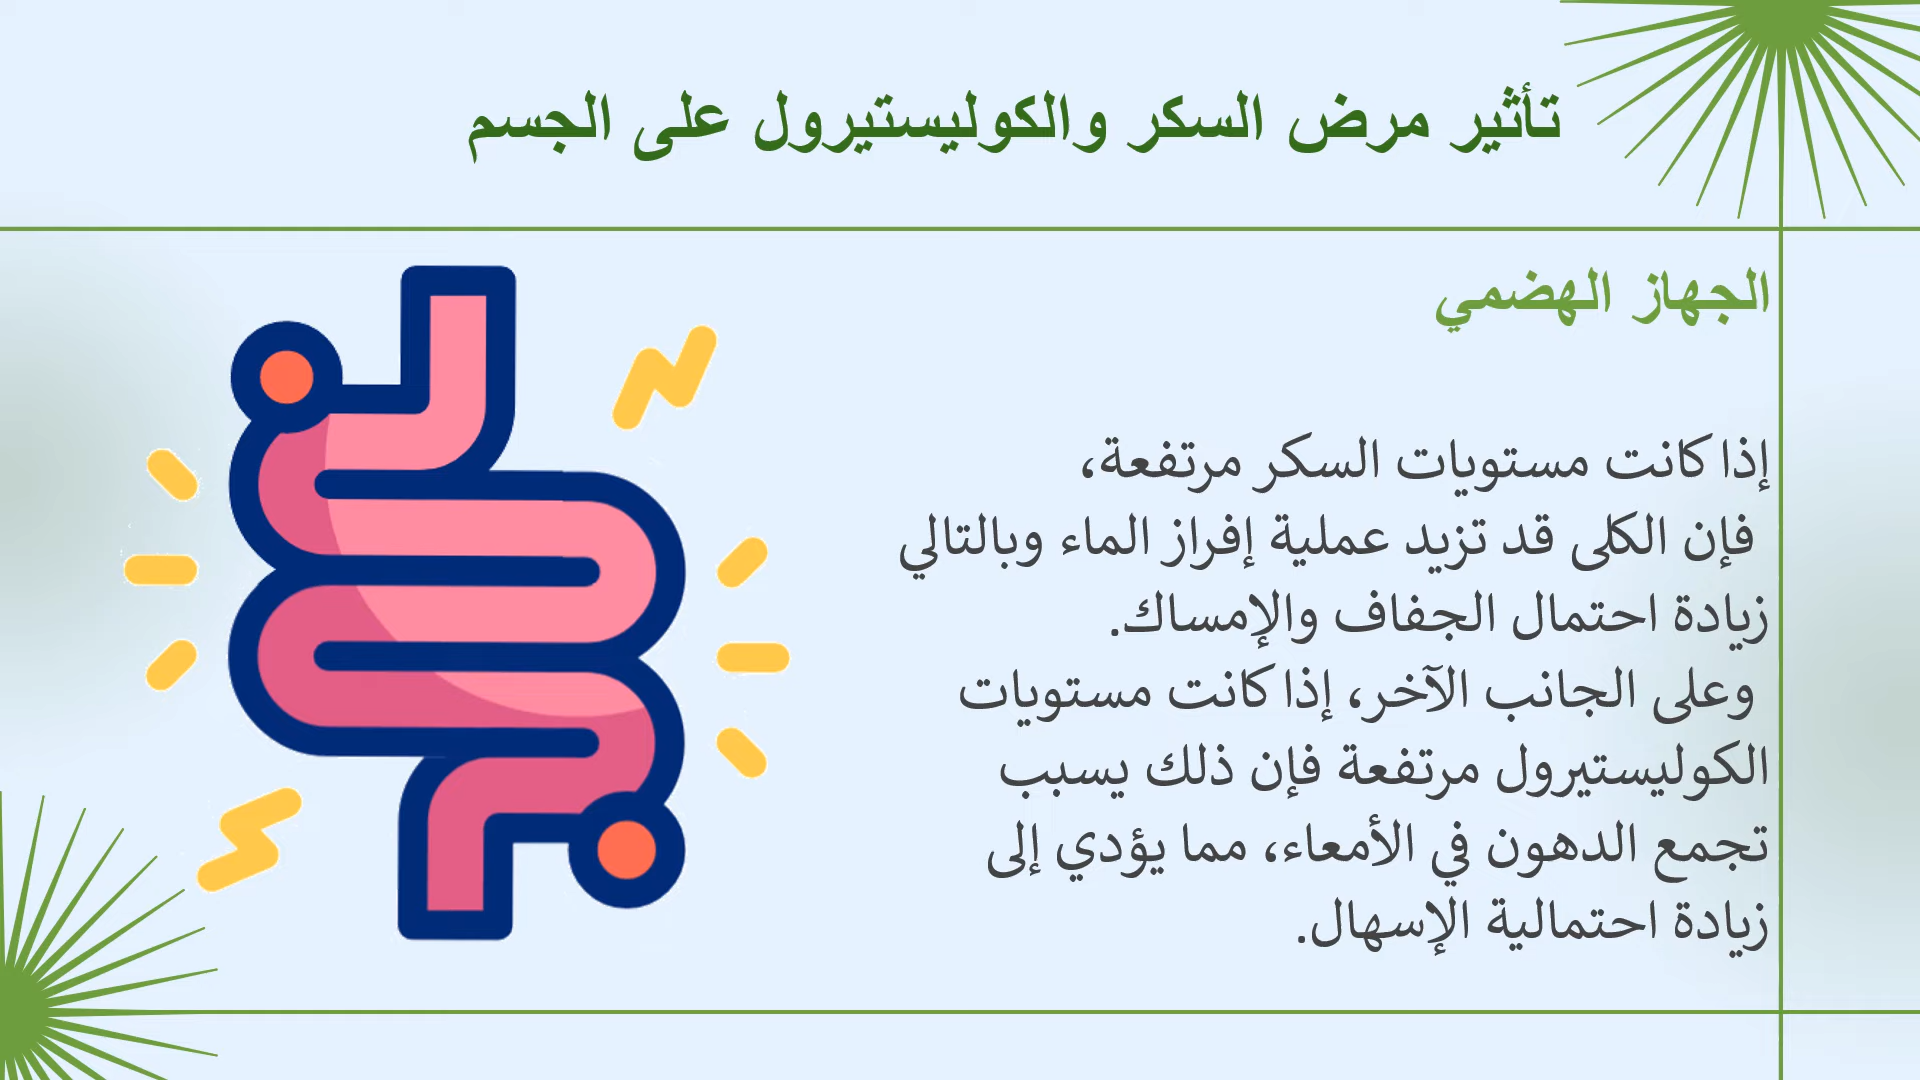 تأثير مرض السكر والكوليستيرول على الجسم
الجهاز الهضمي
إذا كانت مستويات السكر مرتفعة،
فإن الكلى قد تزيد عملية إفراز الماء وبالتالي
زيادة احتمال الجفاف والإمساك.
وعلى الجانب الآخر، إذا كانت مستويات
الكوليستيرول مرتفعة فإن ذلك يسبب
تجمع الدهون في الأمعاء، مما يؤدي إلى
زيادة احتمالية الإسهال.